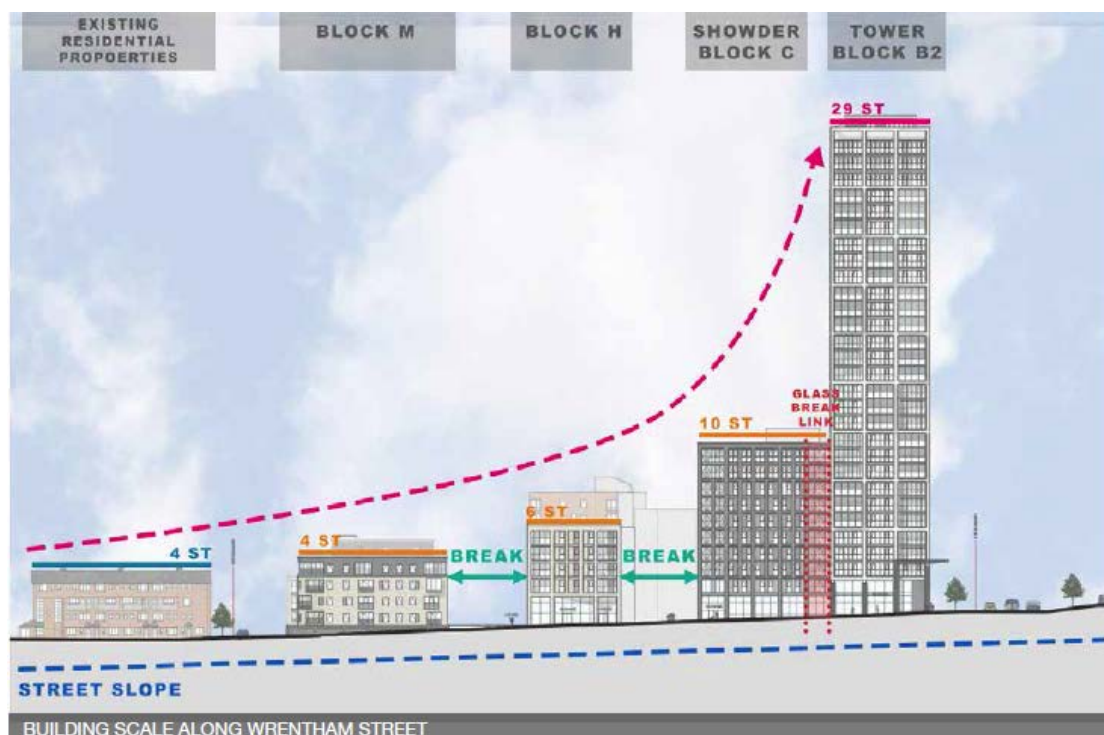 EXISTING
RESIDENTIAL
PROPOERTIES
BLOCK M
BLOCK H
SHOWDER
BLOCK C
TOWER
BLOCK B2
29 ST
GLASS
BREAK
LINK
10 ST
6 ST
4 ST
4 ST
BREAK
BREAK
STREET SLOPE
BUILDING SCALE ALONG WRENTHAM STREET